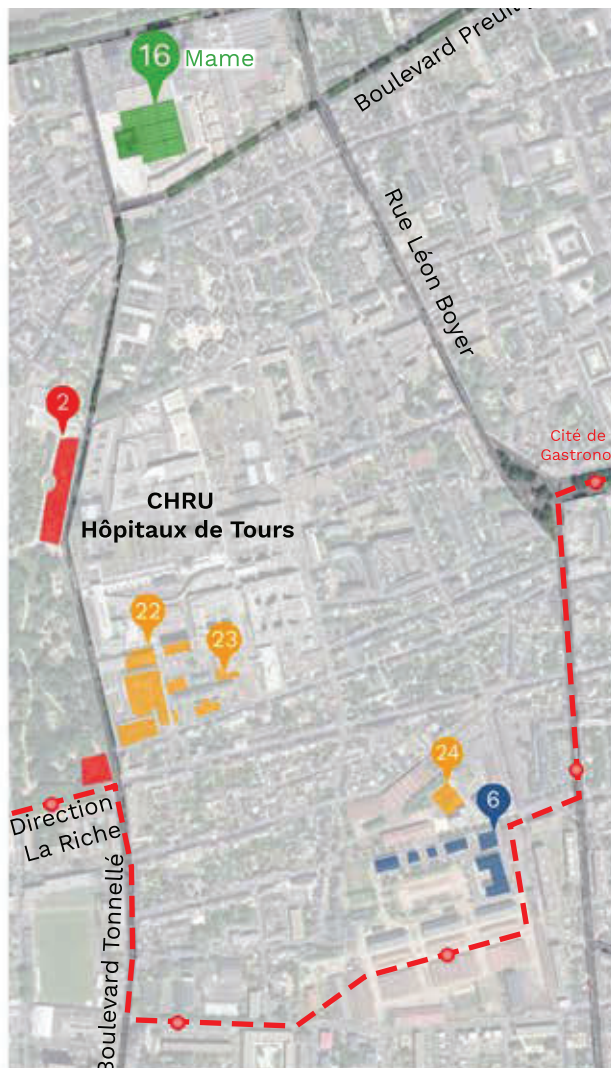 16
Mame
Boulevard Preuil
Rue Léon Boyer
2
Cité de
Gastrono
CHRU
Hôpitaux de Tours
22
23
24
6
Direction
La Riche
Boulevard Tonnellé